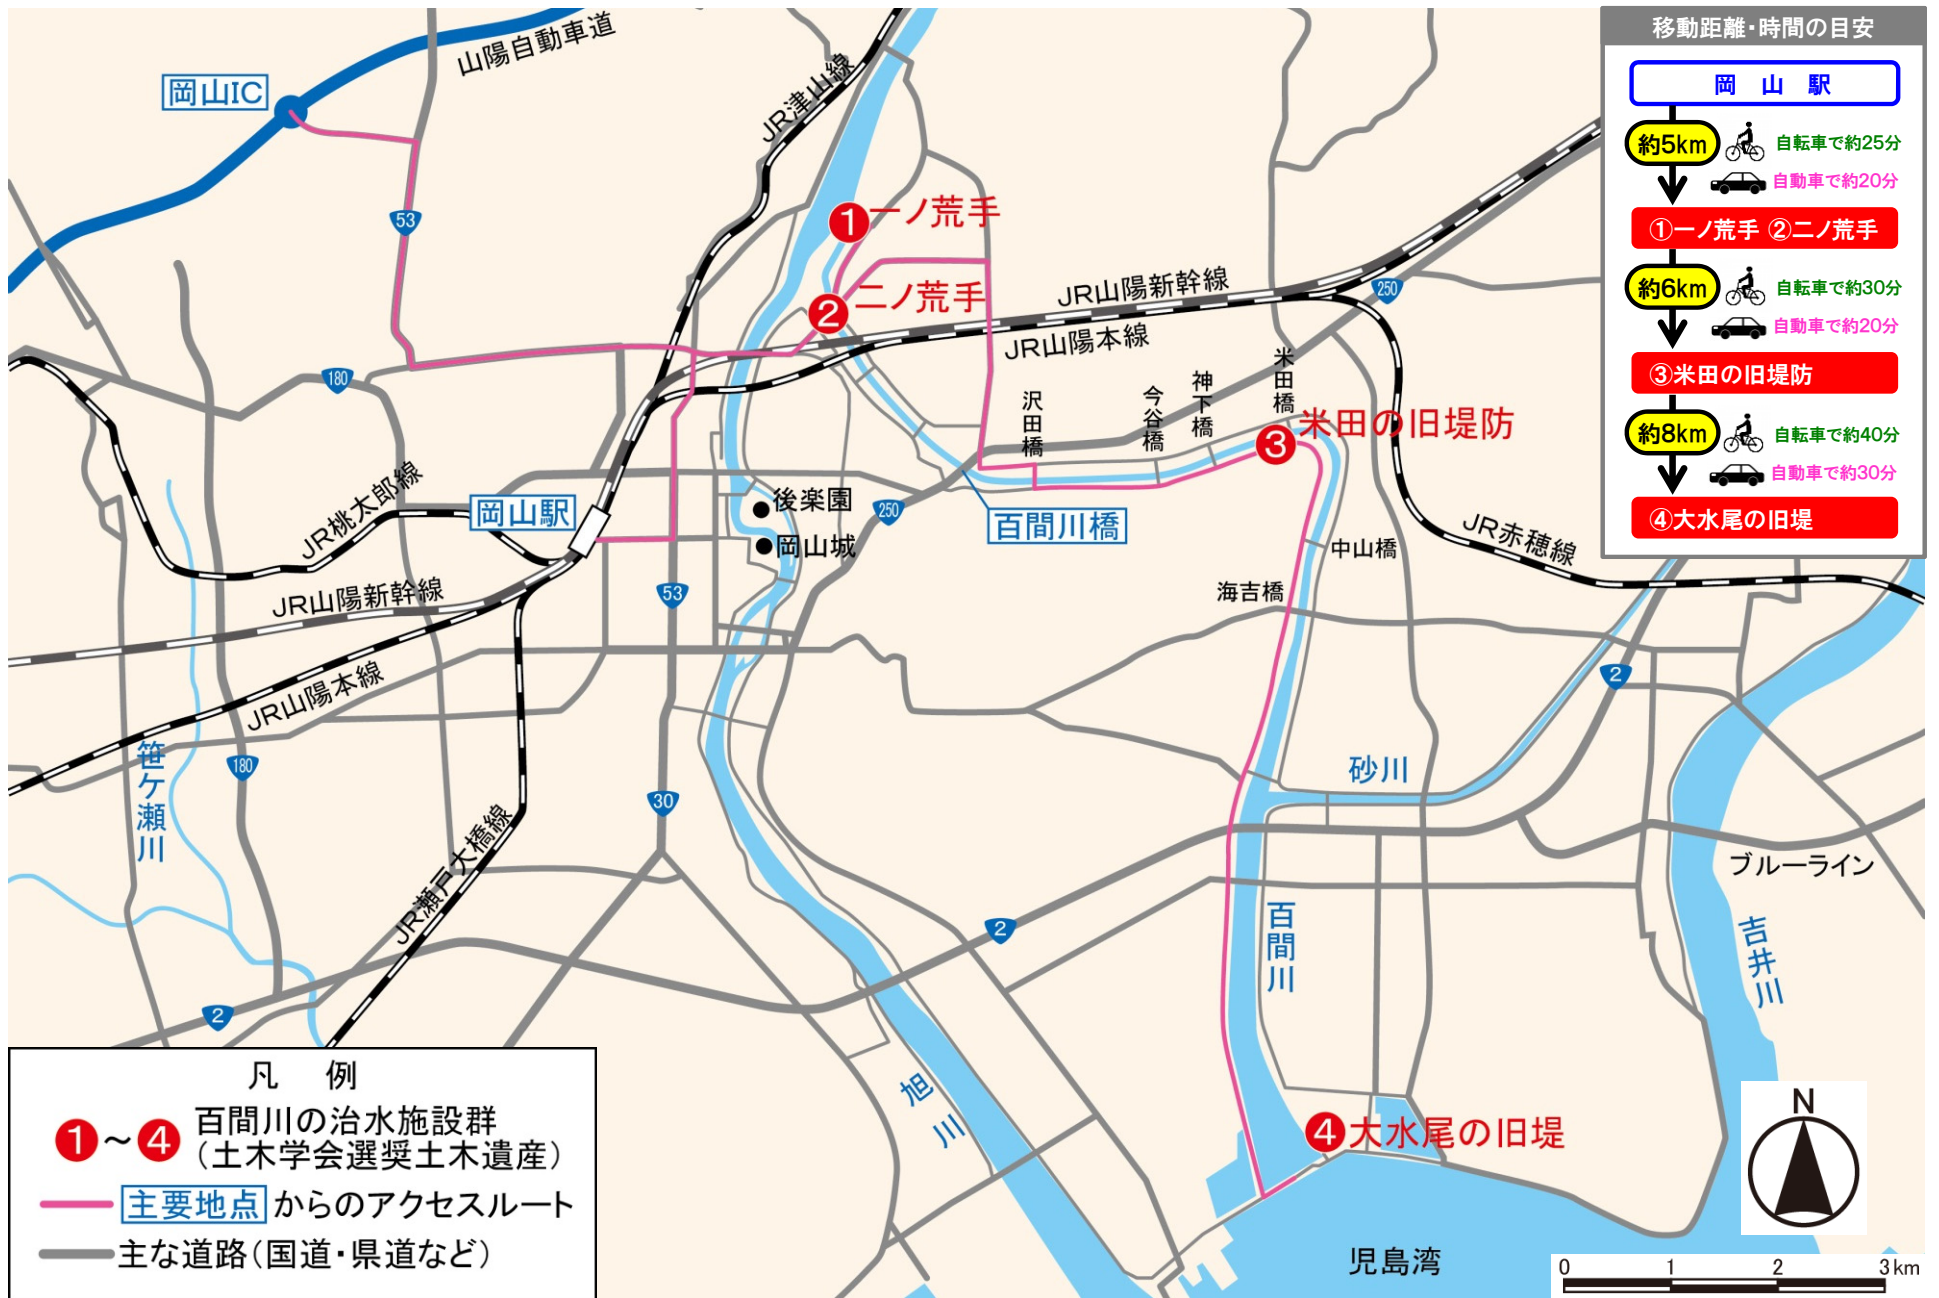 山陽自動車道
岡山IC
53
JR津山線
❶一ノ荒手
❷二ノ荒手
JR山陽新幹線
JR山陽本線
250
180
沢田橋
今谷橋
神下橋
米田橋
❸米田の旧堤防
JR桃太郎線
岡山駅
後楽園
岡山城
250
百間川橋
中山橋
JR赤穂線
海吉橋
JR山陽新幹線
53
JR山陽本線
2
笹ケ瀬川
180
30
砂川
JR瀬戸大橋線
ブルーライン
2
百間川
吉井川
2
旭川
❹大水尾の旧堤
児島湾
移動距離・時間の目安
岡山駅
約5km
自転車で約25分
自動車で約20分
①一ノ荒手 ②二ノ荒手
約6km
自転車で約30分
自動車で約20分
③米田の旧堤防
約8km
自転車で約40分
自動車で約30分
④大水尾の旧堤
凡 例
❶～❹ 百間川の治水施設群
(土木学会選奨土木遺産)
主要地点からのアクセスルート
主な道路(国道・県道など)
N
0 1 2 3km